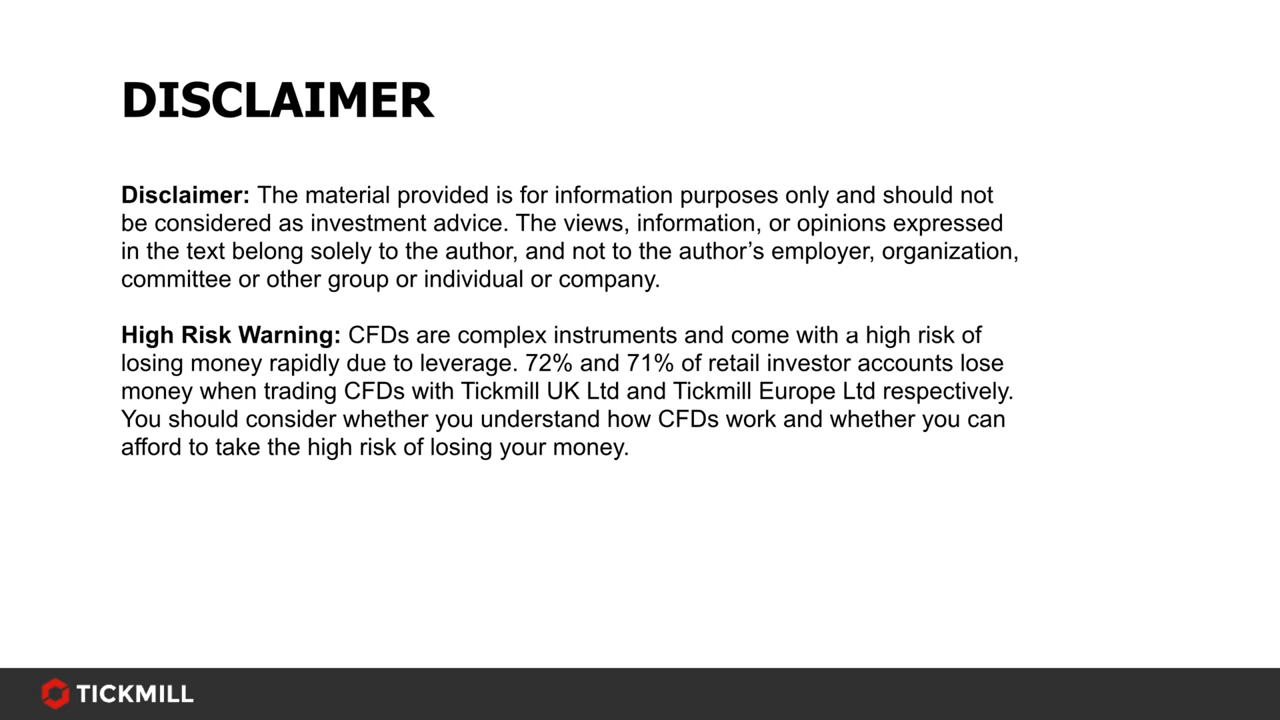 DISCLAIMER
Disclaimer: The material provided is for information purposes only and should not
be considered as investment advice. The views, information, or opinions expressed
in the text belong solely to the author, and not to the author’s employer, organization,
committee or other group or individual or company.
High Risk Warning: CFDs are complex instruments and come with a high risk of
losing money rapidly due to leverage. 72% and 71% of retail investor accounts lose
money when trading CFDs with Tickmill UK Ltd and Tickmill Europe Ltd respectively.
You should consider whether you understand how CFDs work and whether you can
afford to take the high risk of losing your money.
TICKMILL